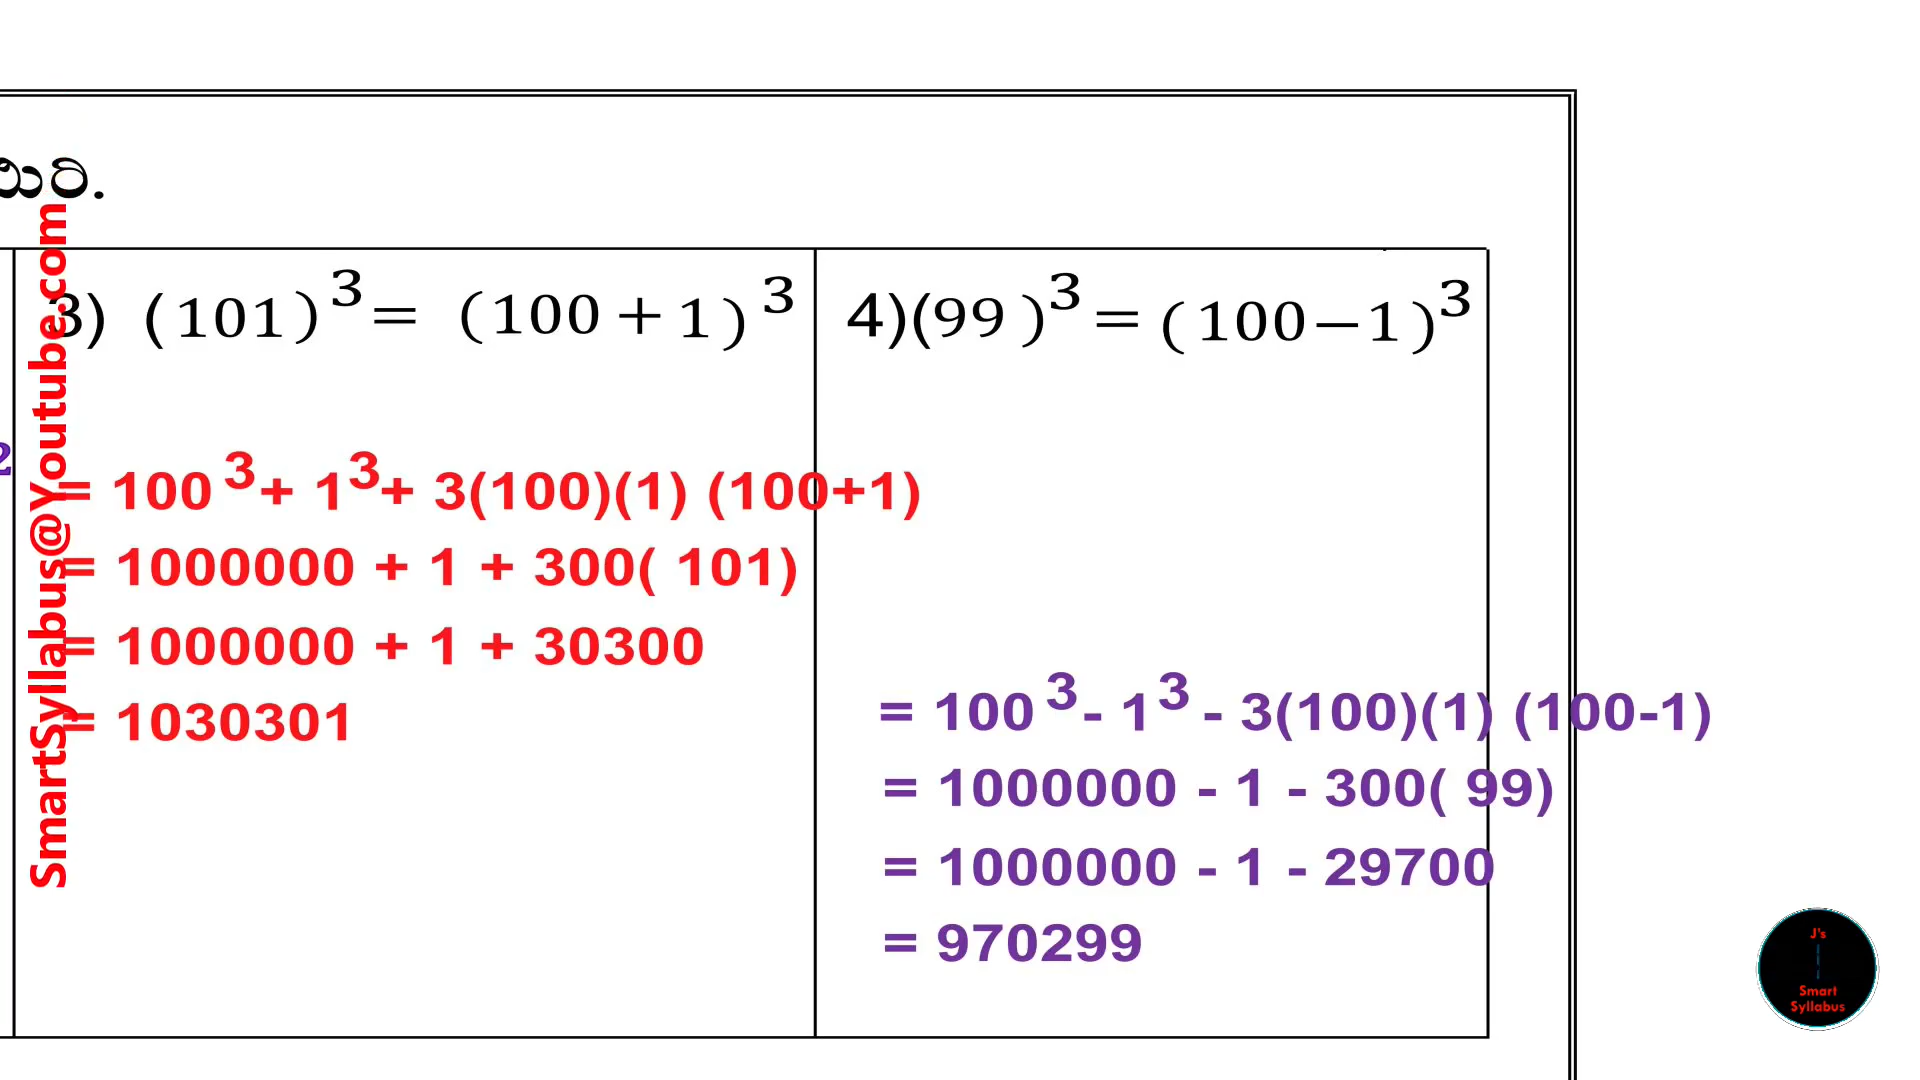 ಯಿರಿ.
3) (101)³ = (100 + 1)³
= 100³ + 1³ + 3(100)(1) (100+1)
= 1000000 + 1 + 300( 101)
= 1000000 + 1 + 30300
= 1030301
4)(99 )³ = (100−1)³
= 100³ - 1³ - 3(100)(1) (100-1)
= 1000000 - 1 - 300( 99)
= 1000000 - 1 - 29700
= 970299
SmartSyllabus@Youtube.com
J's
Smart
Syllabus